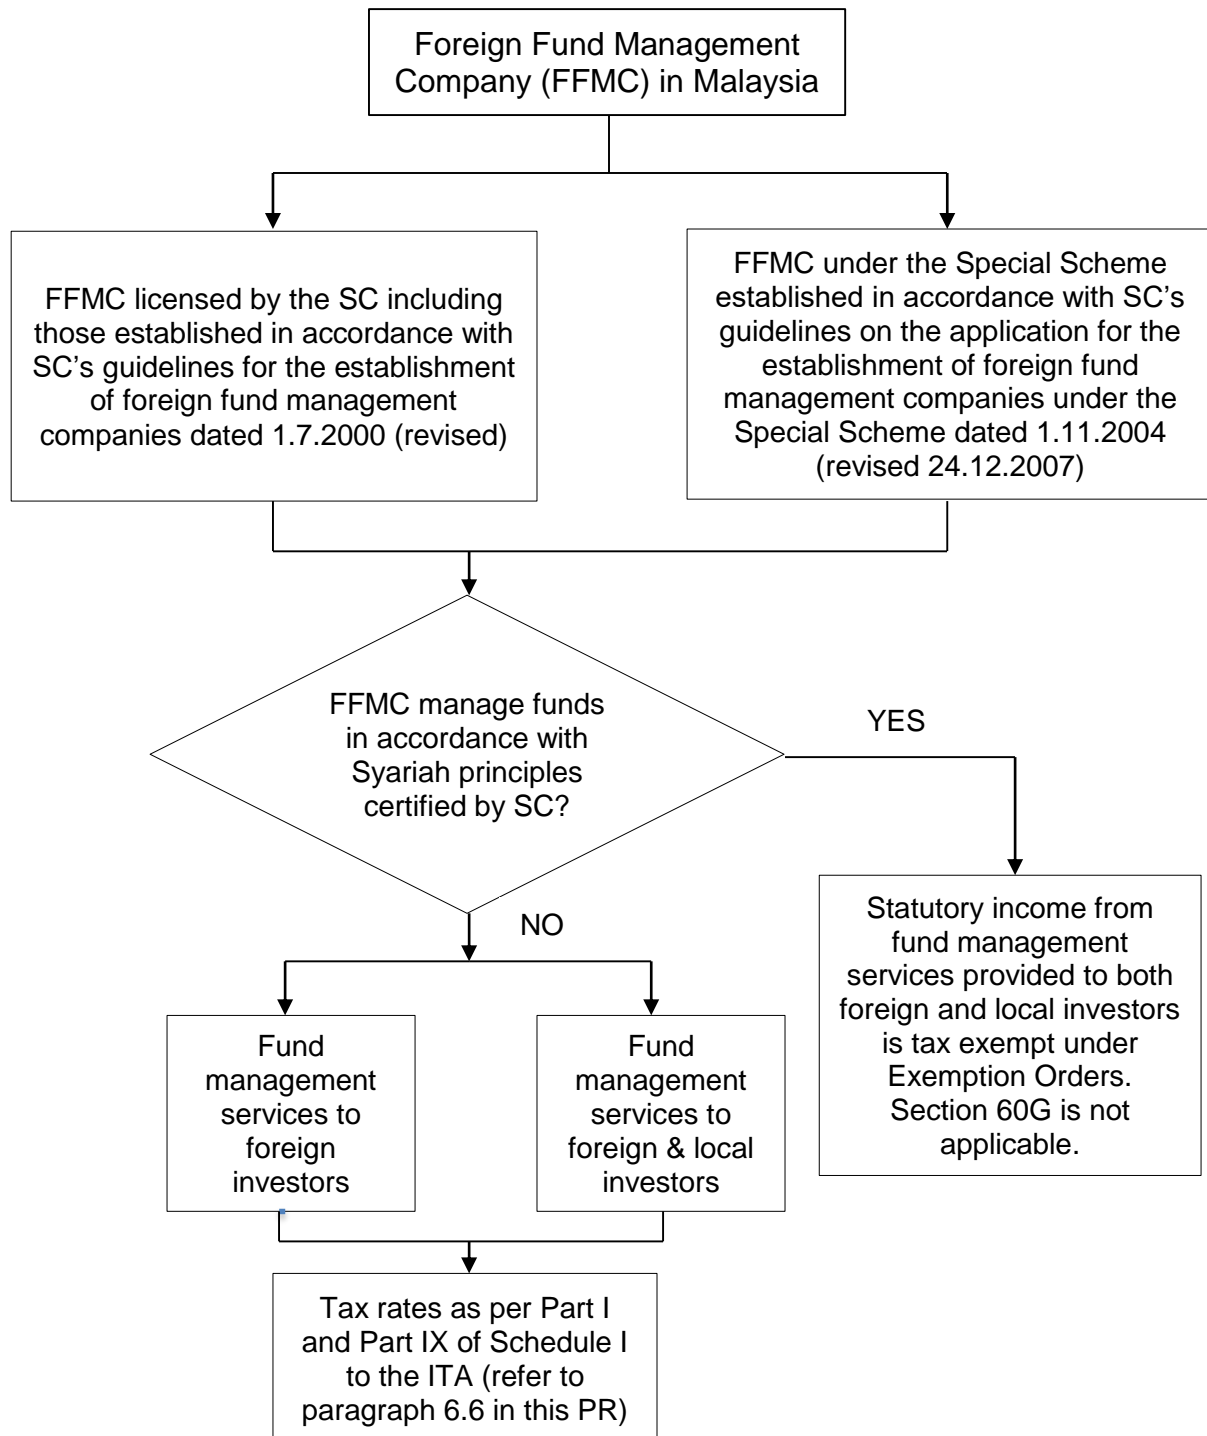 Foreign Fund Management
Company (FFMC) in Malaysia
FFMC licensed by the SC including
those established in accordance with
SC’s guidelines for the establishment
of foreign fund management
companies dated 1.7.2000 (revised)
FFMC under the Special Scheme
established in accordance with SC’s
guidelines on the application for the
establishment of foreign fund
management companies under the
Special Scheme dated 1.11.2004
(revised 24.12.2007)
FFMC manage funds
in accordance with
Syariah principles
certified by SC?
YES
NO
Statutory income from
fund management
services provided to both
foreign and local investors
is tax exempt under
Exemption Orders.
Section 60G is not
applicable.
Fund
management
services to
foreign
investors
Fund
management
services to
foreign & local
investors
Tax rates as per Part I
and Part IX of Schedule I
to the ITA (refer to
paragraph 6.6 in this PR)